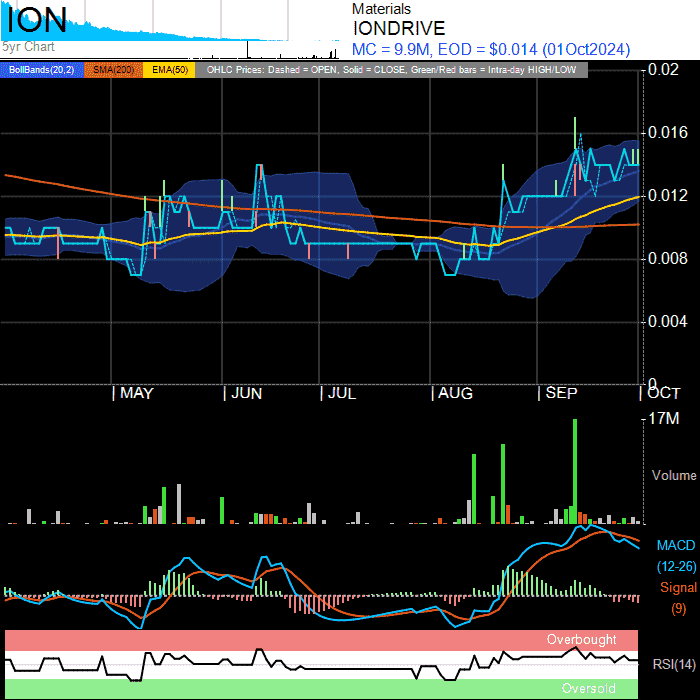 ION
5yr Chart
Materials
IONDRIVE
MC = 9.9M, EOD = $0.014 (01Oct2024)
BollBands(20,2) SMA(200) EMA(50) OHLC Prices: Dashed = OPEN, Solid = CLOSE, Green/Red bars = Intra-day HIGH/LOW
0.02
0.016
0.012
0.008
0.004
0
| MAY | JUN | JUL | AUG | SEP | OCT
17M
Volume
MACD
(12-26)
Signal
(9)
Overbought
RSI(14)
Oversold